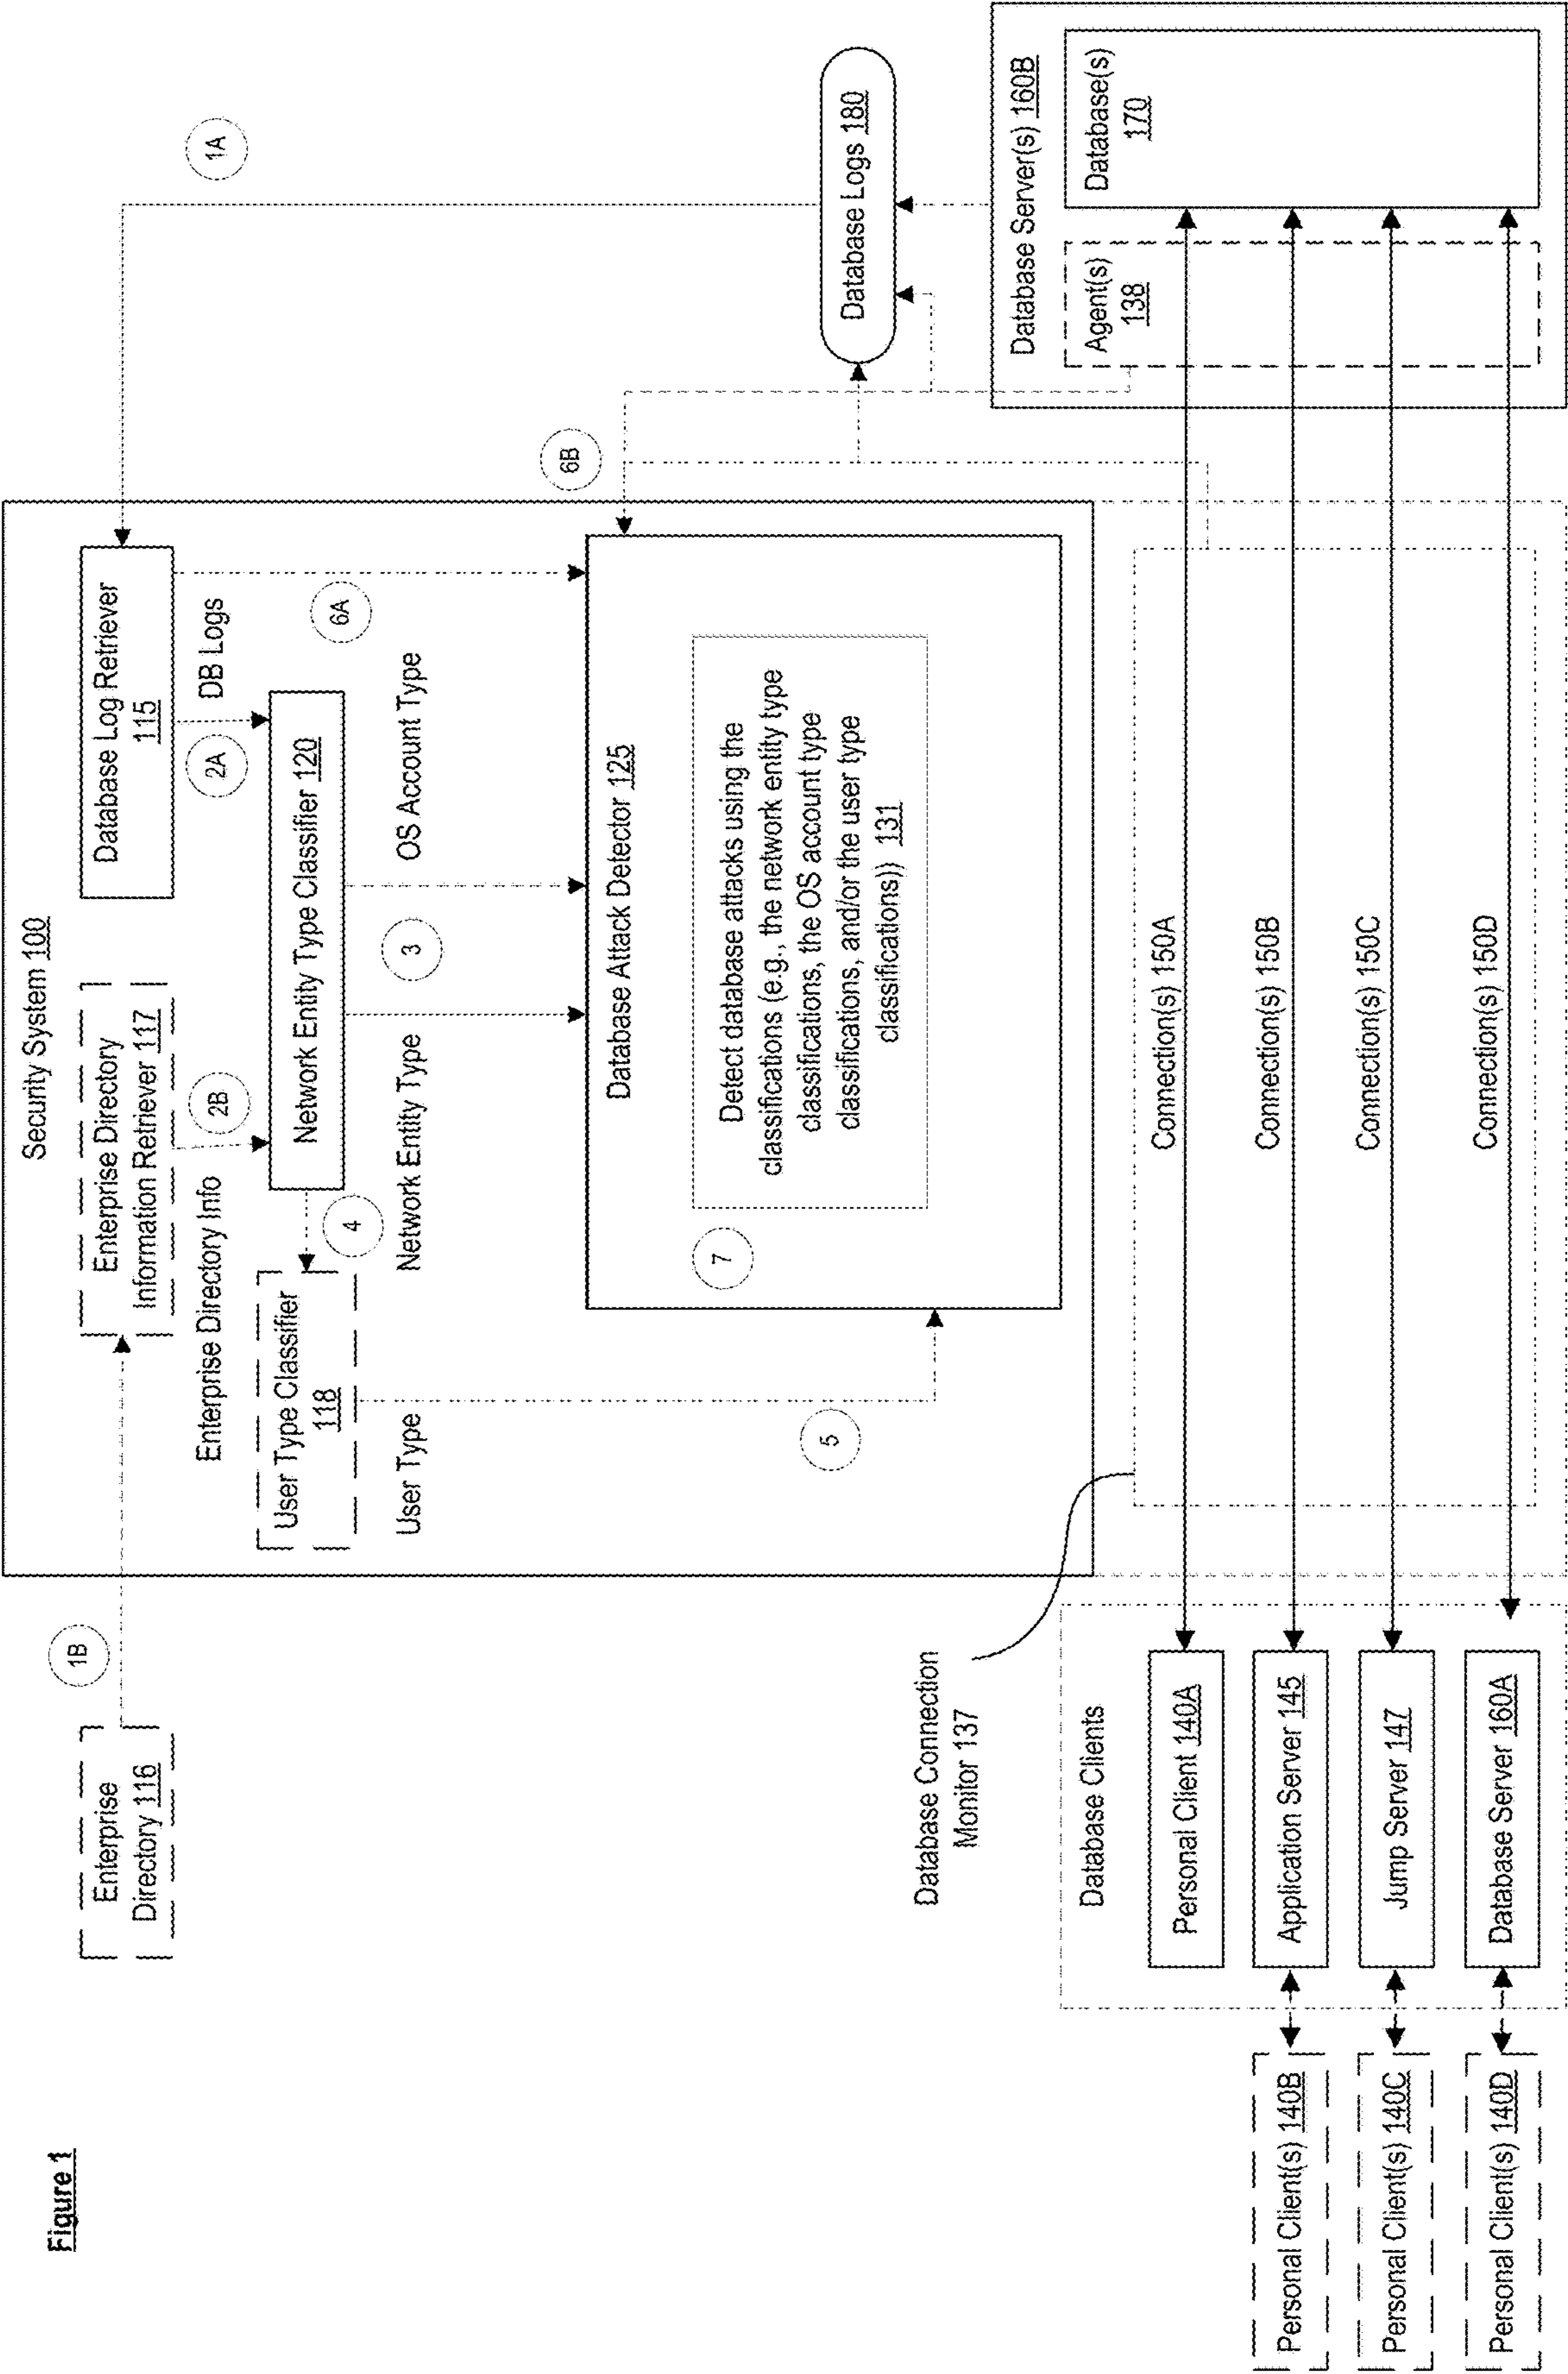 Figure 1
Security System 100
1B
Enterprise
Directory 116
Enterprise Directory
Information Retriever 117
Database Log Retriever
115
1A
Enterprise Directory Info
2B
2A
DB Logs
User Type Classifier
118
4
Network Entity Type Classifier 120
6A
User Type
Network Entity Type
3
OS Account Type
6B
5
Database Attack Detector 125
7
Detect database attacks using the
classifications (e.g., the network entity type
classifications, the OS account type
classifications, and/or the user type
classifications)) 131
Database Logs 180
Database Connection
Monitor 137
Database Clients
Database Server(s) 160B
Agent(s)
138
Database(s)
170
Personal Client 140A
Connection(s) 150A
Personal Client(s) 140B
Application Server 145
Connection(s) 150B
Personal Client(s) 140C
Jump Server 147
Connection(s) 150C
Personal Client(s) 140D
Database Server 160A
Connection(s) 150D